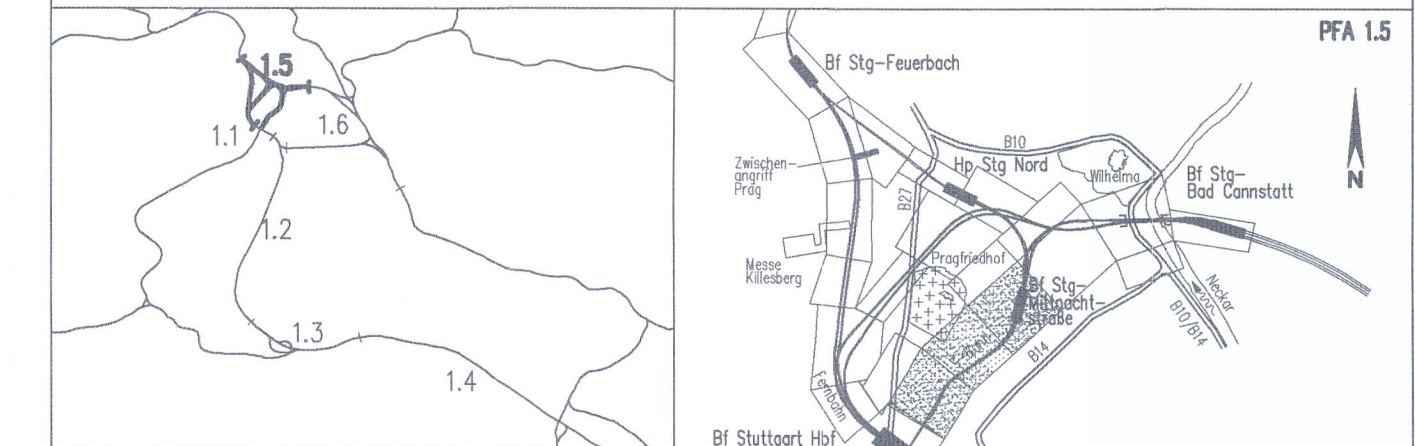 1.5
1.1
1.6
1.2
1.3
1.4
PFA 1.5
Bf Stg-Feuerbach
N
B10
Zwischen-
angriff
Prag
Hp Stg Nord
Wilhelma
Bf Stg-
Bad Cannstatt
B27
Messe
Killesberg
Pragfriedhof
Bf Stg-
Mittnacht-
straße
Neckar
B10/B14
B14
Fernbahn
Bf Stuttgart Hbf